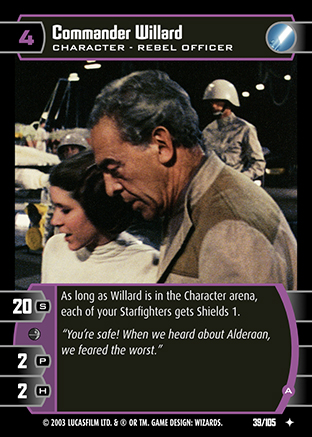 4
Commander Willard
CHARACTER - REBEL OFFICER
20 S
As long as Willard is in the Character arena,
each of your Starfighters gets Shields 1.
"You're safe! When we heard about Alderaan,
we feared the worst."
2 P
2 H
A
© 2003 LUCASFILM LTD. & ® OR TM. GAME DESIGN: WIZARDS.
39/105